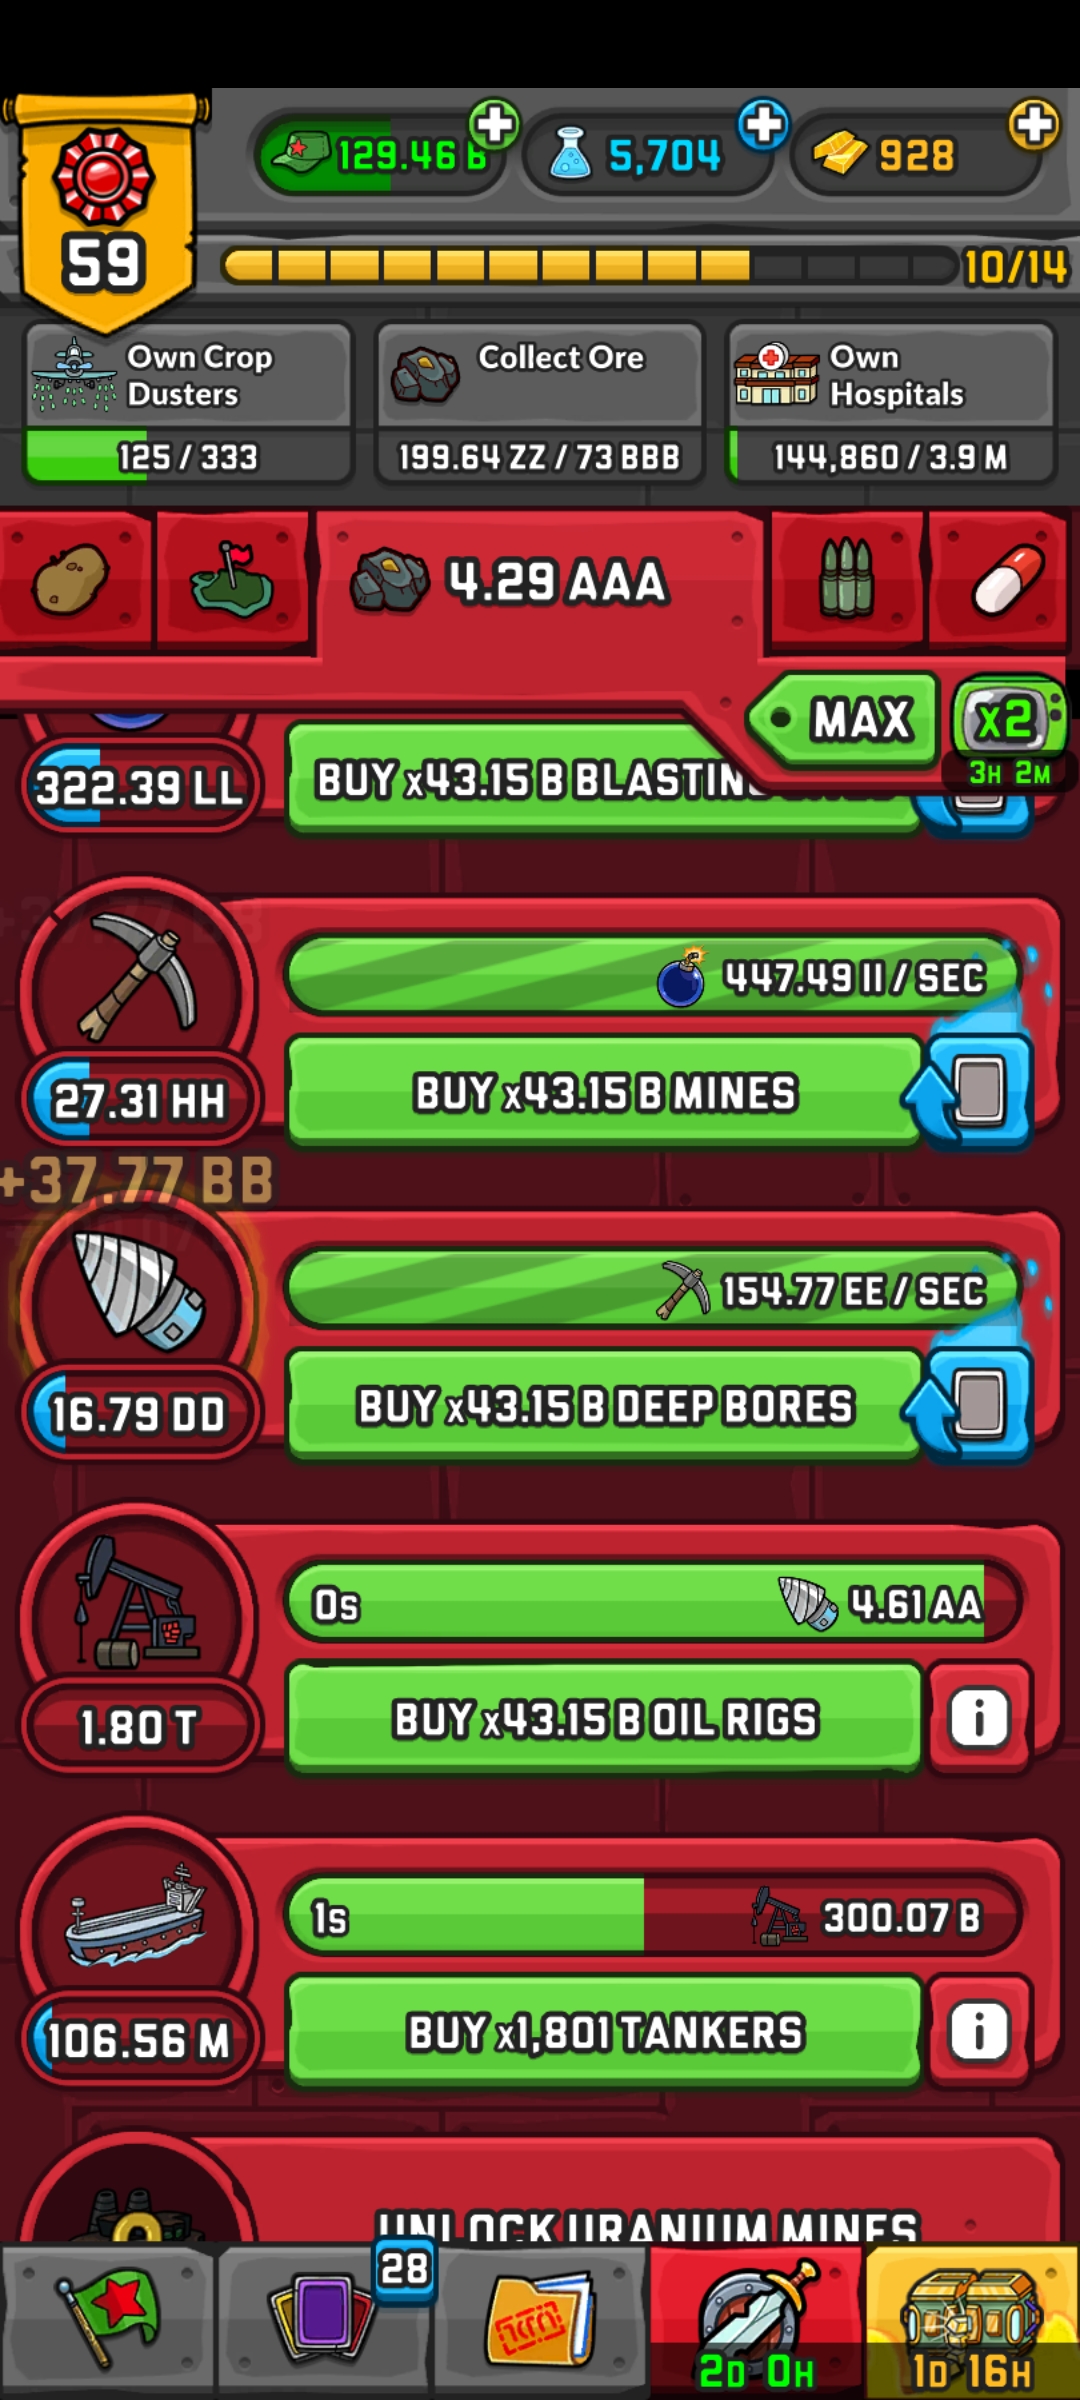 129.46 B
5,704
928
59
10/14
Own Crop
Dusters
125 / 333
Collect Ore
199.64 ZZ / 73 BBB
Own
Hospitals
144,860 / 3.9 M
4.29 AAA
MAX
x2
3H 2M
322.39 LL
BUY x43.15 B BLASTING
447.49 II / SEC
27.31 HH
BUY x43.15 B MINES
+37.77 BB
154.77 EE / SEC
16.79 DD
BUY x43.15 B DEEP BORES
0s
4.61 AA
1.80 T
BUY x43.15 B OIL RIGS
i
1s
300.07 B
106.56 M
BUY x1,801 TANKERS
i
UNLOCK URANIUM MINES
28
2D 0H
1D 16H